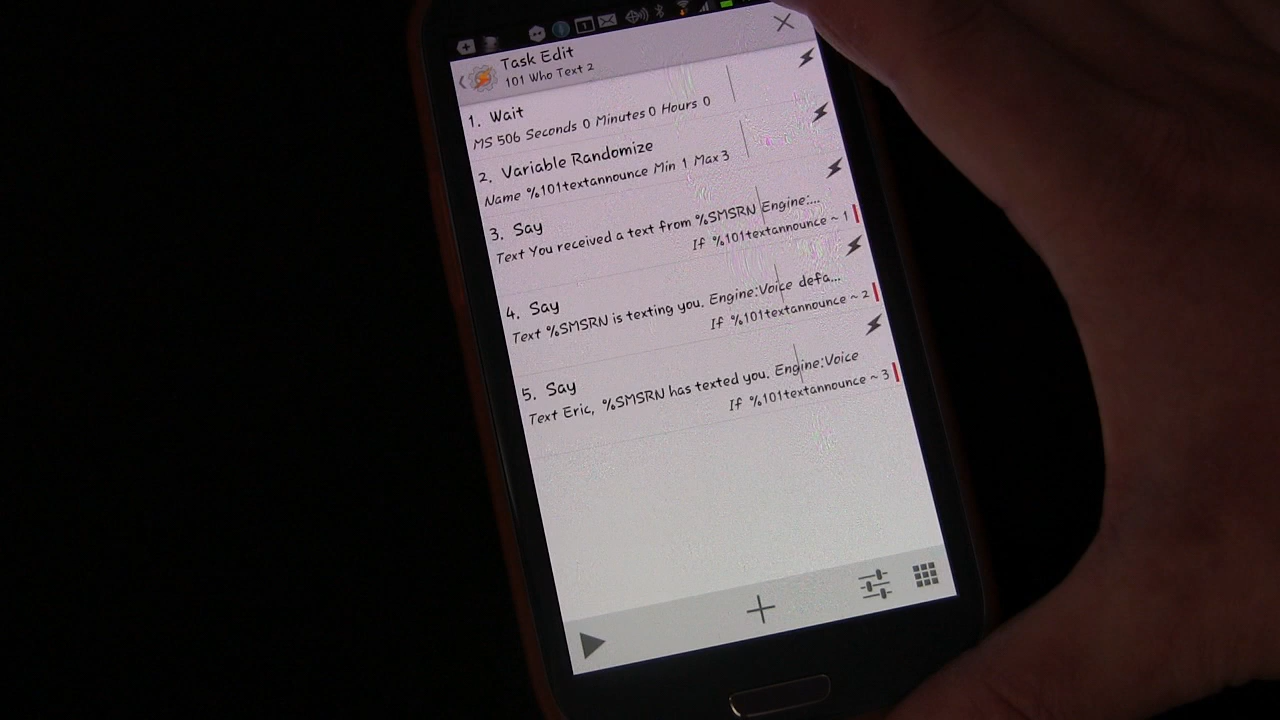 Task Edit
101 Who Text 2
1. Wait
MS 506 Seconds 0 Minutes 0 Hours 0
2. Variable Randomize
Name %101textannounce Min 1 Max 3
3. Say
Text You received a text from %SMSRN Engine:...
If %101textannounce ~ 1
4. Say
Text %SMSRN is texting you. Engine:Voice defa...
If %101textannounce ~ 2
5. Say
Text Eric, %SMSRN has texted you. Engine:Voice
If %101textannounce ~ 3